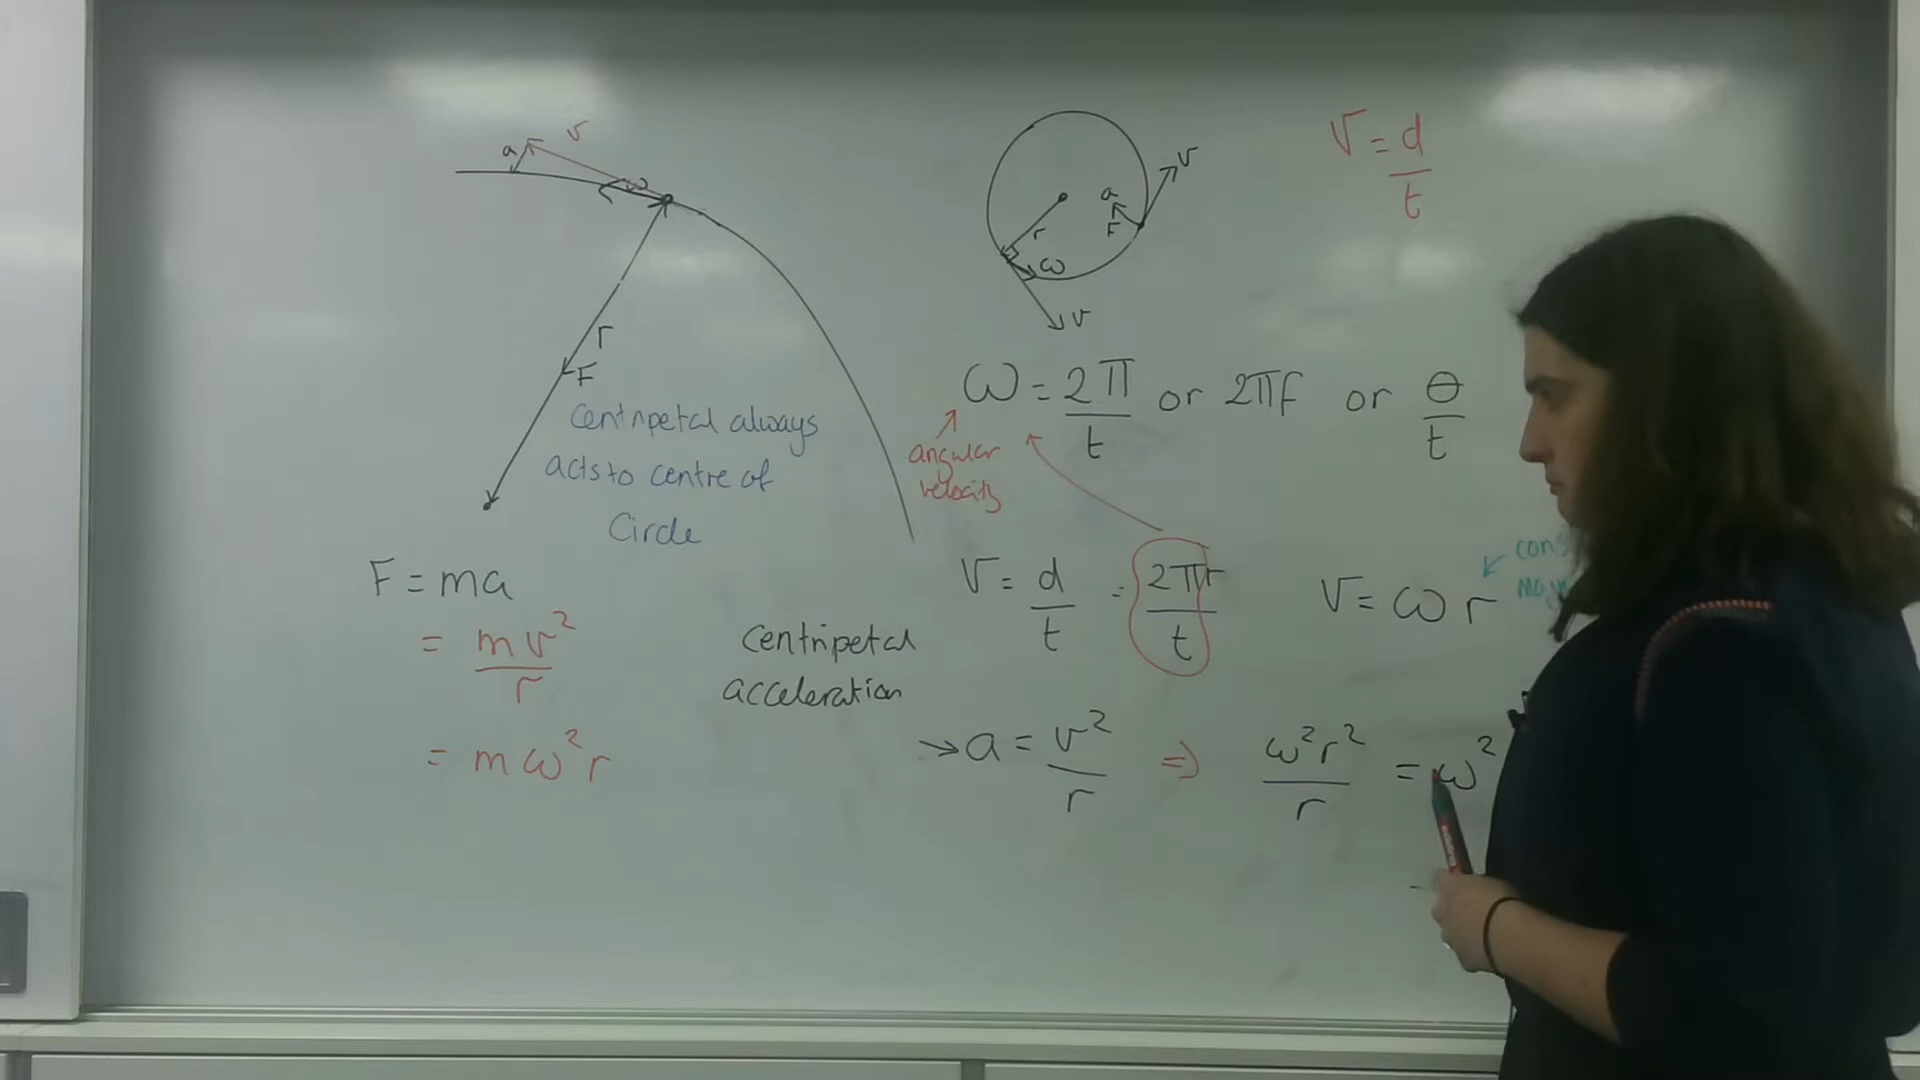 a
v
ω
r
F
Centripetal always
acts to centre of
Circle
F = ma
= mv²/r
= mω²r
v
a
F
r
ω
v
V = d/t
ω = 2π/t or 2πf or θ/t
angular
velocity
V = d/t = 2πr/t
V = ω r
Centripetal
acceleration
→ a = v²/r ⇒ ω²r²/r = ω²